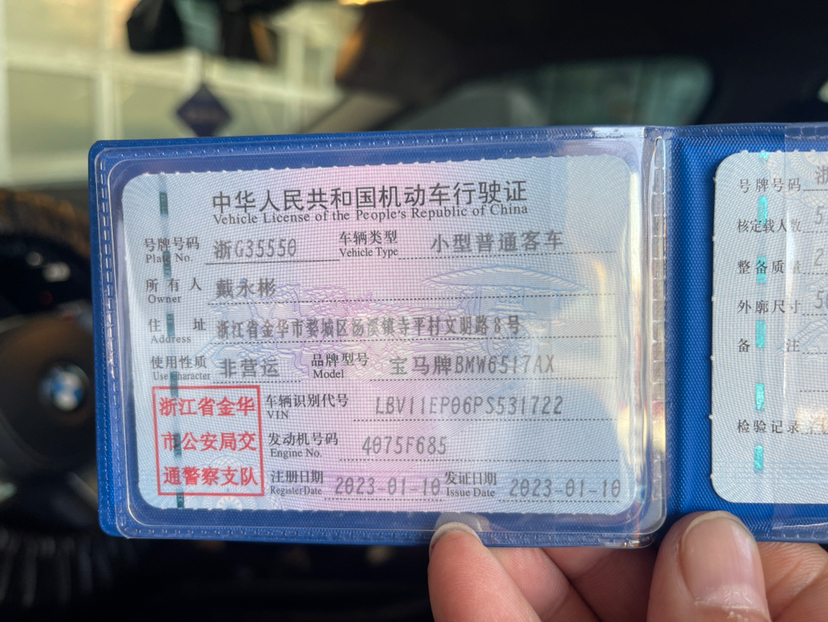 中华人民共和国机动车行驶证
Vehicle License of the People's Republic of China
号牌号码 浙G35550 车辆类型 小型普通客车
Plate No. Vehicle Type
所有人 戴永彬
Owner
住址 浙江省金华市婺城区汤溪镇寺平村文明路8号
Address
使用性质 非营运 品牌型号 宝马牌BMW6517AX
Use Character Model
浙江省金华
市公安局交
通警察支队
车辆识别代号 LBV11EP06PS531722
VIN
发动机号码 4075F685
Engine No.
注册日期 2023-01-10 发证日期 2023-01-10
Register Date Issue Date
号牌号码
核定载人数 5
整备质量 2
外廓尺寸 50
备注
检验记录